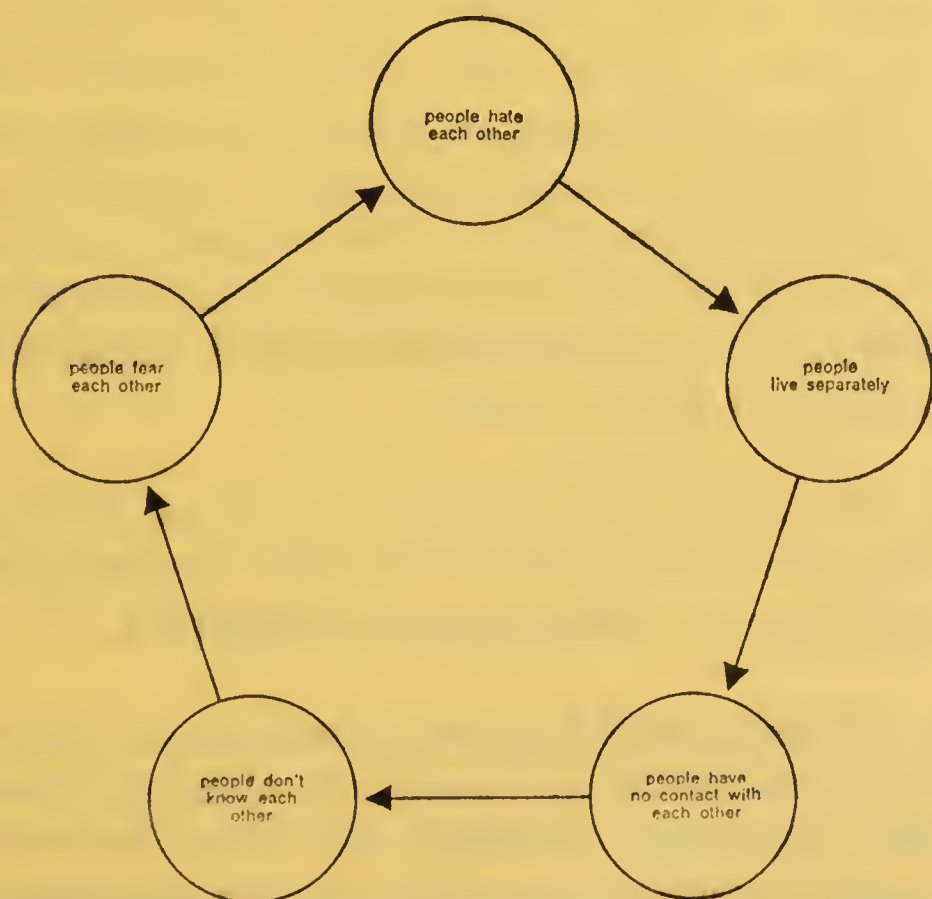 people hate
each other
people
live separately
people have
no contact with
each other
people don't
know each
other
people fear
each other